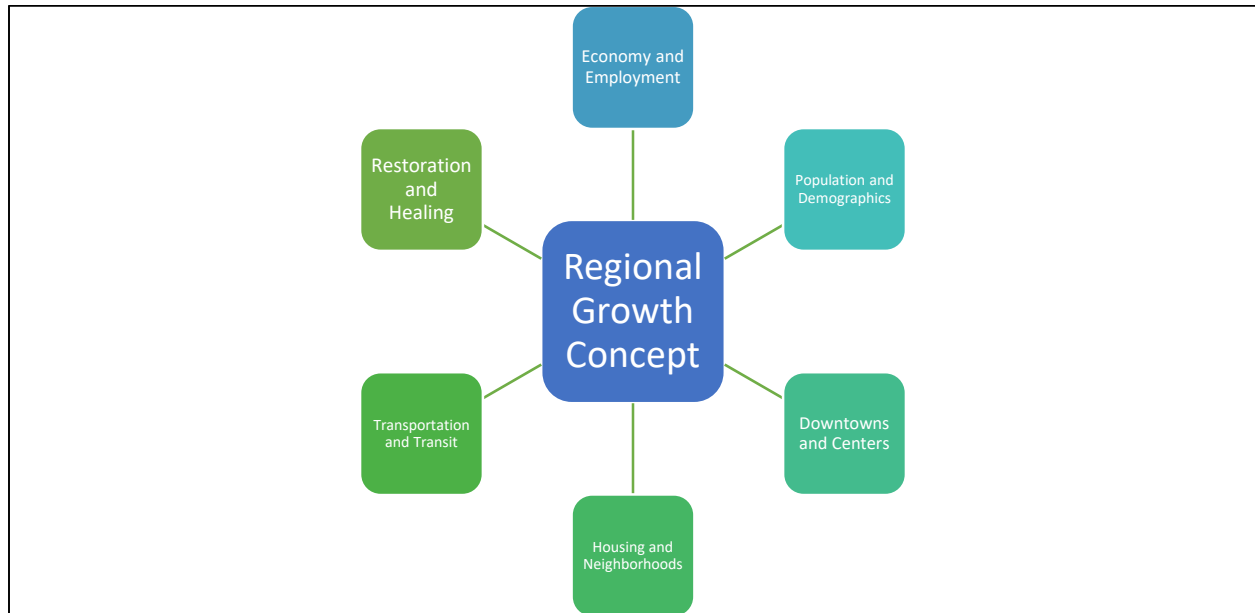 Economy and
Employment
Restoration
and
Healing
Population and
Demographics
Regional
Growth
Concept
Transportation
and Transit
Downtowns
and Centers
Housing and
Neighborhoods